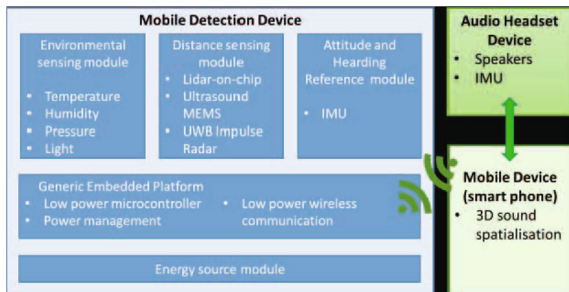 Mobile Detection Device
Environmental
sensing module
• Temperature
• Humidity
• Pressure
• Light
Distance sensing
module
• Lidar-on-chip
• Ultrasound
MEMS
• UWB Impulse
Radar
Attitude and
Hearding
Reference module
• IMU
Generic Embedded Platform
• Low power microcontroller
• Power management
• Low power wireless
communication
Energy source module
Audio Headset
Device
• Speakers
• IMU
Mobile Device
(smart phone)
• 3D sound
spatialisation